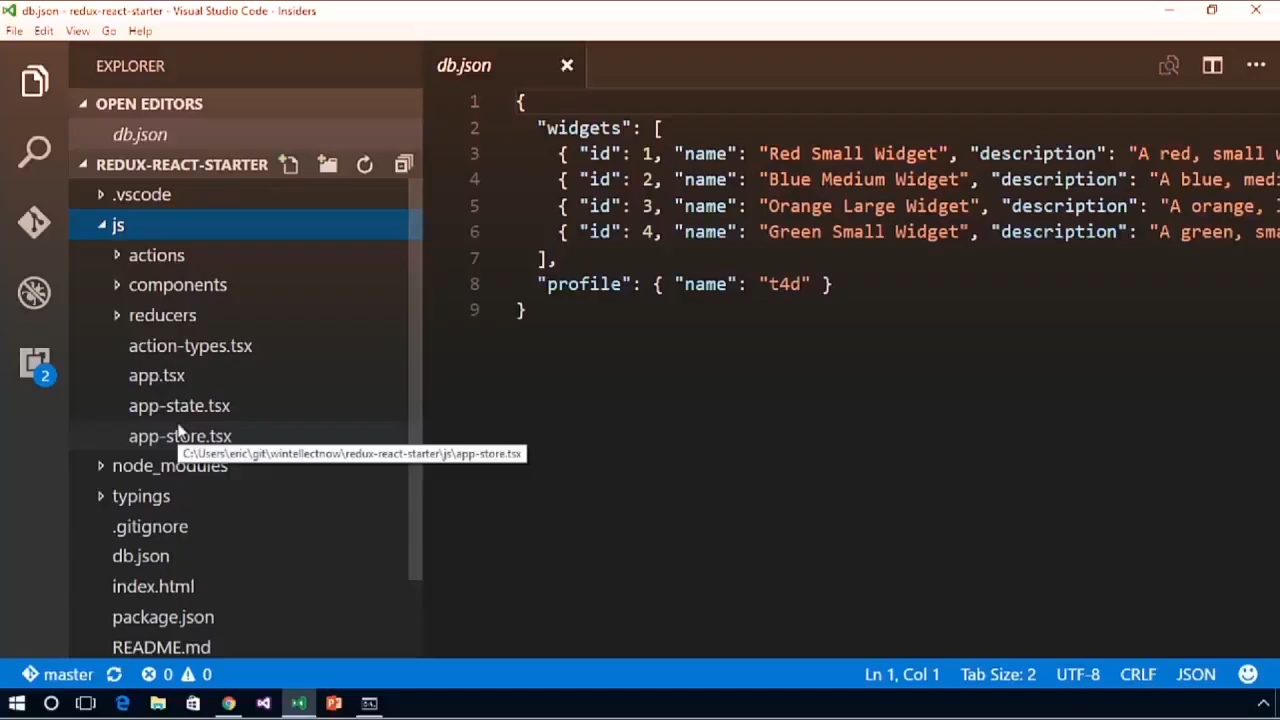 db.json - redux-react-starter - Visual Studio Code - Insiders
File Edit View Go Help
EXPLORER
OPEN EDITORS
db.json
REDUX-REACT-STARTER
.vscode
js
actions
components
reducers
action-types.tsx
app.tsx
app-state.tsx
app-store.tsx
C:\Users\eric\git\wintellectnow\redux-react-starter\js\app-store.tsx
node_modules
typings
.gitignore
db.json
index.html
package.json
README.md
2
db.json
1 {
2 "widgets": [
3 { "id": 1, "name": "Red Small Widget", "description": "A red, small
4 { "id": 2, "name": "Blue Medium Widget", "description": "A blue,
5 { "id": 3, "name": "Orange Large Widget", "description": "A orange,
6 { "id": 4, "name": "Green Small Widget", "description": "A green,
7 ],
8 "profile": { "name": "t4d" }
9 }
master 0 0 Ln 1, Col 1 Tab Size: 2 UTF-8 CRLF JSON